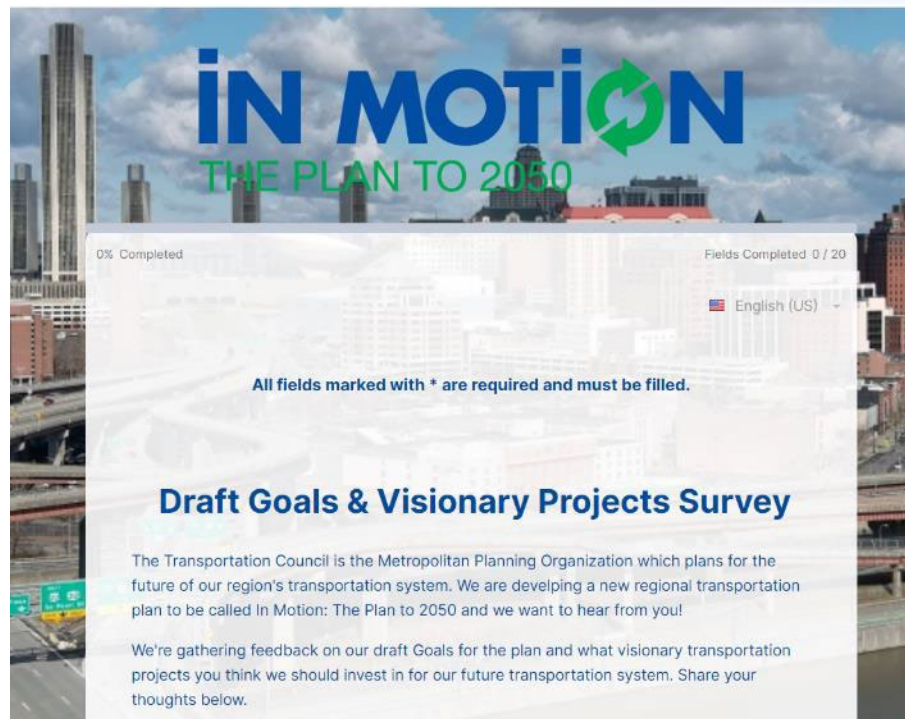 iN MOTiON
THE PLAN TO 2050
0% Completed
Fields Completed 0 / 20
English (US)
All fields marked with * are required and must be filled.
Draft Goals & Visionary Projects Survey
The Transportation Council is the Metropolitan Planning Organization which plans for the
future of our region's transportation system. We are develping a new regional transportation
plan to be called In Motion: The Plan to 2050 and we want to hear from you!
We're gathering feedback on our draft Goals for the plan and what visionary transportation
projects you think we should invest in for our future transportation system. Share your
thoughts below.